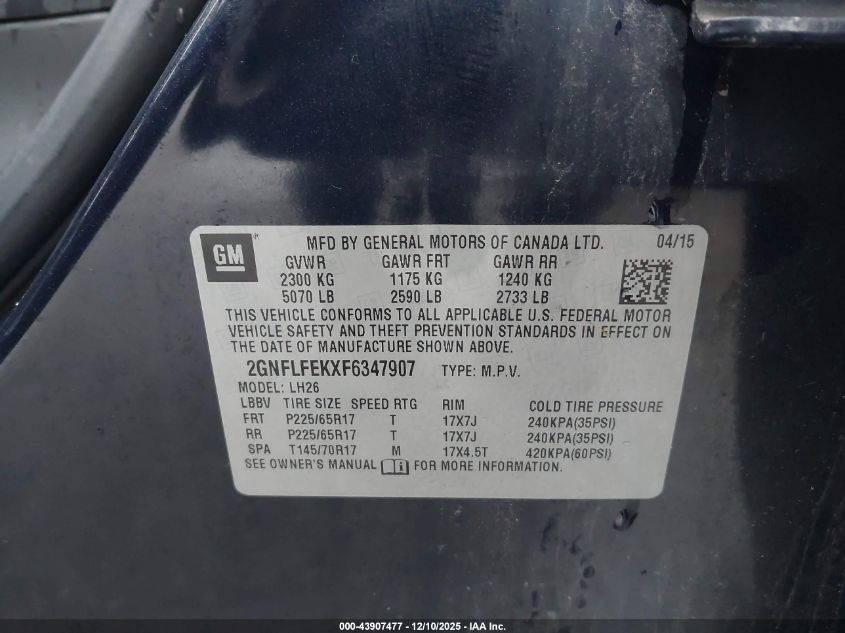 GM
MFD BY GENERAL MOTORS OF CANADA LTD. 04/15
GVWR GAWR FRT GAWR RR
2300 KG 1175 KG 1240 KG
5070 LB 2590 LB 2733 LB
THIS VEHICLE CONFORMS TO ALL APPLICABLE U.S. FEDERAL MOTOR
VEHICLE SAFETY AND THEFT PREVENTION STANDARDS IN EFFECT ON
THE DATE OF MANUFACTURE SHOWN ABOVE.
2GNFLFEKXF6347907 TYPE: M.P.V.
MODEL: LH26
LBBV TIRE SIZE SPEED RTG RIM COLD TIRE PRESSURE
FRT P225/65R17 T 17X7J 240KPA(35PSI)
RR P225/65R17 T 17X7J 240KPA(35PSI)
SPA T145/70R17 M 17X4.5T 420KPA(60PSI)
SEE OWNER'S MANUAL FOR MORE INFORMATION.
000-43907477 — 12/10/2025 — IAA Inc.